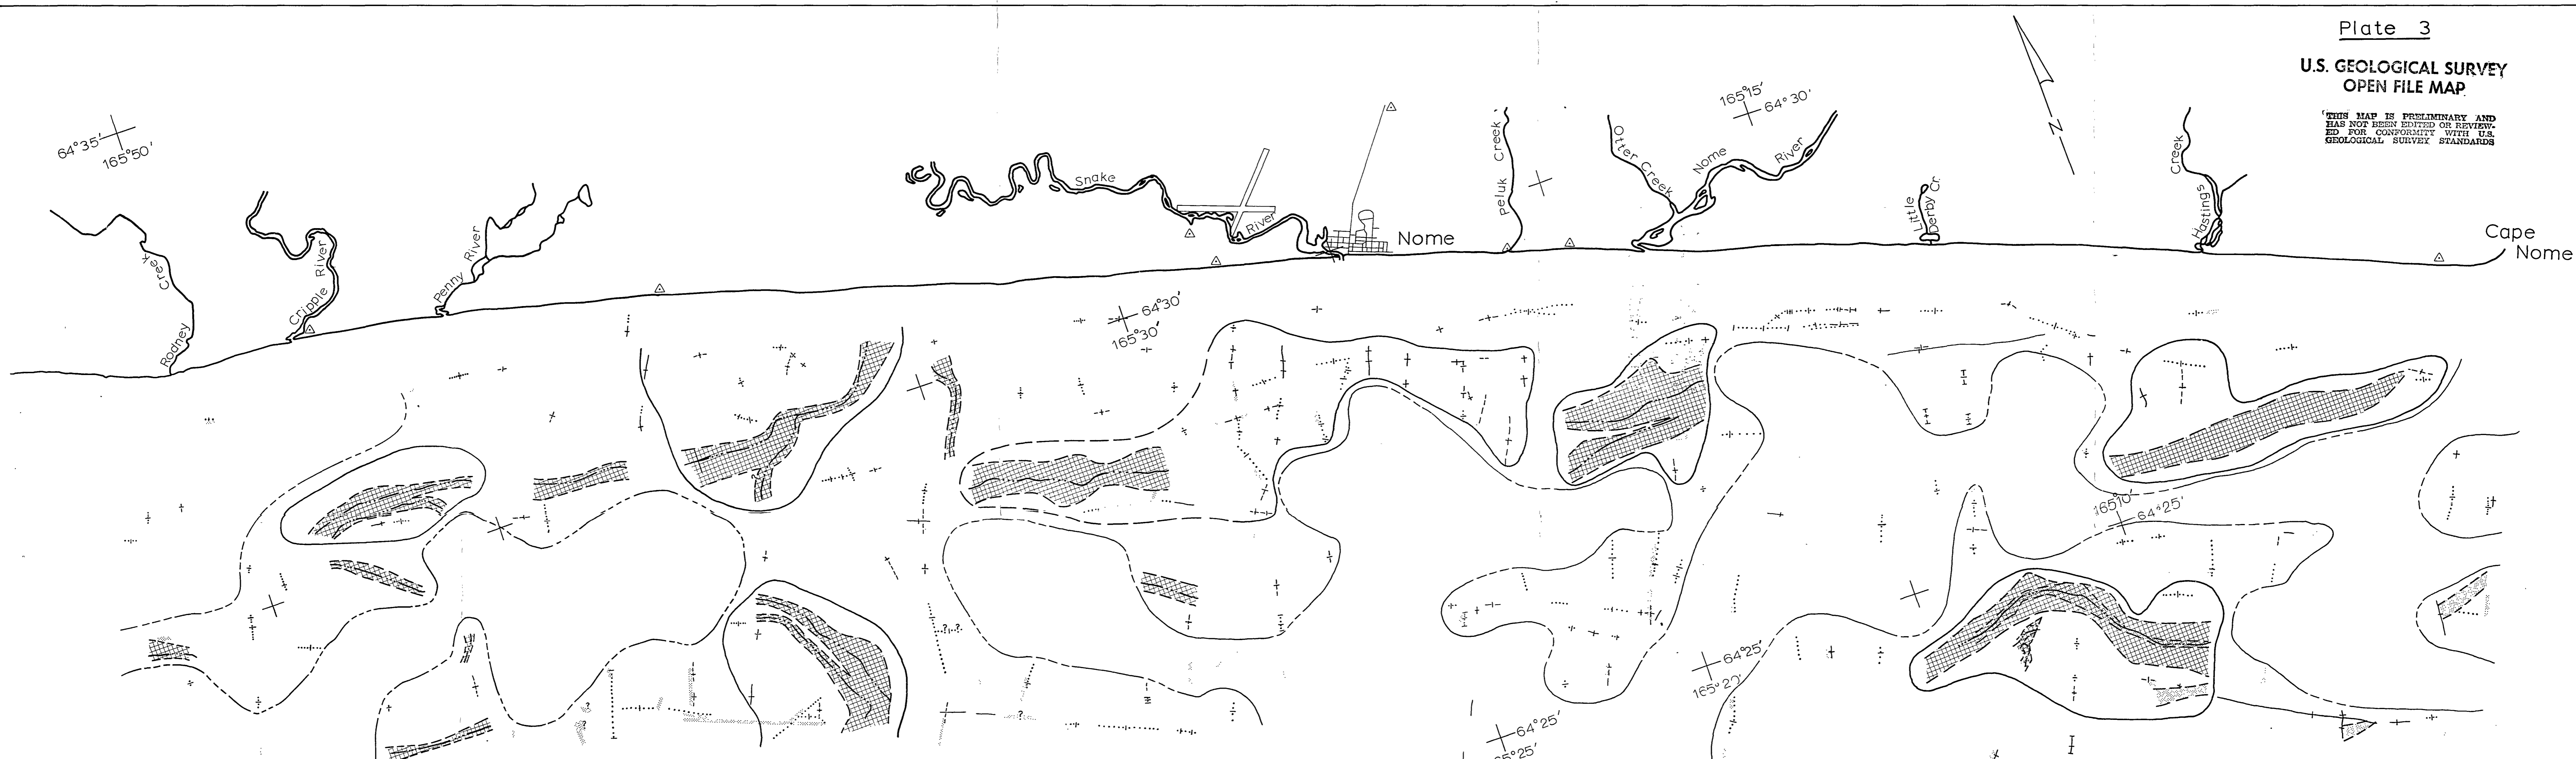 Plate 3
U.S. GEOLOGICAL SURVEY
OPEN FILE MAP
THIS MAP IS PRELIMINARY AND
HAS NOT BEEN EDITED OR REVIEW-
ED FOR CONFORMITY WITH U.S.
GEOLOGICAL SURVEY STANDARDS
N
64°35'
165°50'
165°15'
64°30'
Rodney Creek
Cripple River
Penny River
Snake River
Nome
Peluk Creek
Otter Creek
Nome River
Little
Derby Cr.
Hastings Creek
Cape
Nome
64°30'
165°30'
165°10'
64°25'
64°25'
165°20'
64°25'
65°25'
?
?
?
?
?